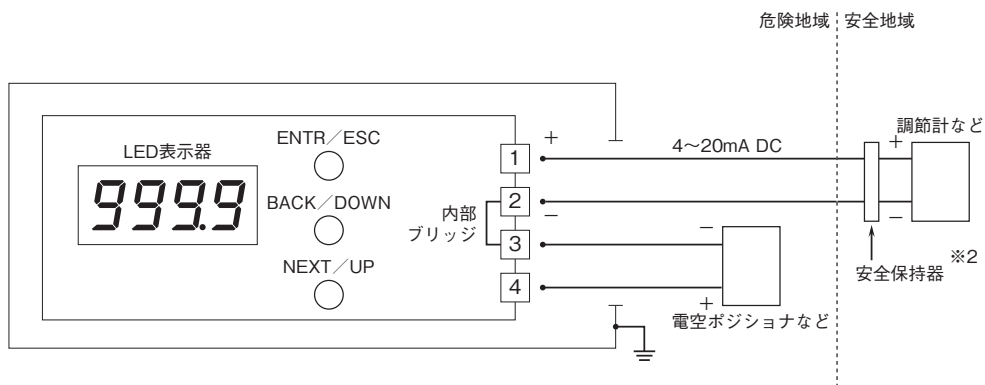 危険地域 安全地域
LED表示器
999.9
ENTR／ESC
BACK／DOWN
NEXT／UP
内部
ブリッジ
1
2
3
4
+
−
4〜20mA DC
−
+
電空ポジショナなど
調節計など
+
−
安全保持器 ※2